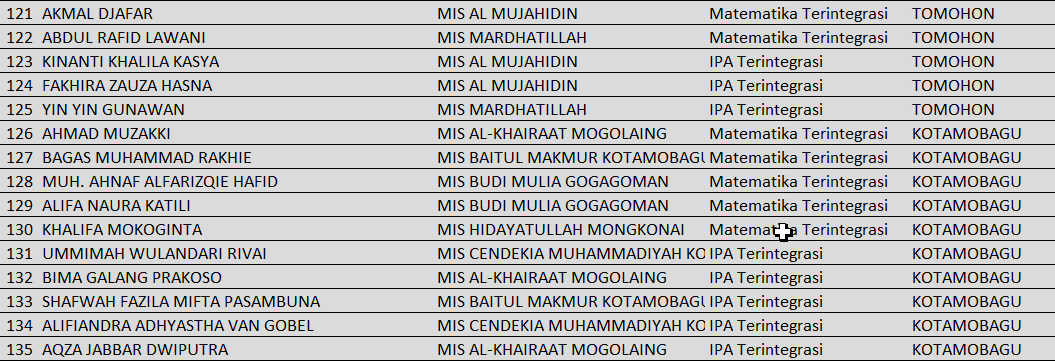 121 AKMAL DJAFAR MIS AL MUJAHIDIN Matematika Terintegrasi TOMOHON
122 ABDUL RAFID LAWANI MIS MARDHATILLAH Matematika Terintegrasi TOMOHON
123 KINANTI KHALILA KASYA MIS AL MUJAHIDIN IPA Terintegrasi TOMOHON
124 FAKHIRA ZAUZA HASNA MIS AL MUJAHIDIN IPA Terintegrasi TOMOHON
125 YIN YIN GUNAWAN MIS MARDHATILLAH IPA Terintegrasi TOMOHON
126 AHMAD MUZAKKI MIS AL-KHAIRAAT MOGOLAING Matematika Terintegrasi KOTAMOBAGU
127 BAGAS MUHAMMAD RAKHIE MIS BAITUL MAKMUR KOTAMOBAGU Matematika Terintegrasi KOTAMOBAGU
128 MUH. AHNAF ALFARIZQIE HAFID MIS BUDI MULIA GOGAGOMAN Matematika Terintegrasi KOTAMOBAGU
129 ALIFA NAURA KATILI MIS BUDI MULIA GOGAGOMAN Matematika Terintegrasi KOTAMOBAGU
130 KHALIFA MOKOGINTA MIS HIDAYATULLAH MONGKONAI Matematika Terintegrasi KOTAMOBAGU
131 UMMIMAH WULANDARI RIVAI MIS CENDEKIA MUHAMMADIYAH KO IPA Terintegrasi KOTAMOBAGU
132 BIMA GALANG PRAKOSO MIS AL-KHAIRAAT MOGOLAING IPA Terintegrasi KOTAMOBAGU
133 SHAFWAH FAZILA MIFTA PASAMBUNA MIS BAITUL MAKMUR KOTAMOBAGU IPA Terintegrasi KOTAMOBAGU
134 ALIFIANDRA ADHYASTHA VAN GOBEL MIS CENDEKIA MUHAMMADIYAH KO IPA Terintegrasi KOTAMOBAGU
135 AQZA JABBAR DWIPUTRA MIS AL-KHAIRAAT MOGOLAING IPA Terintegrasi KOTAMOBAGU